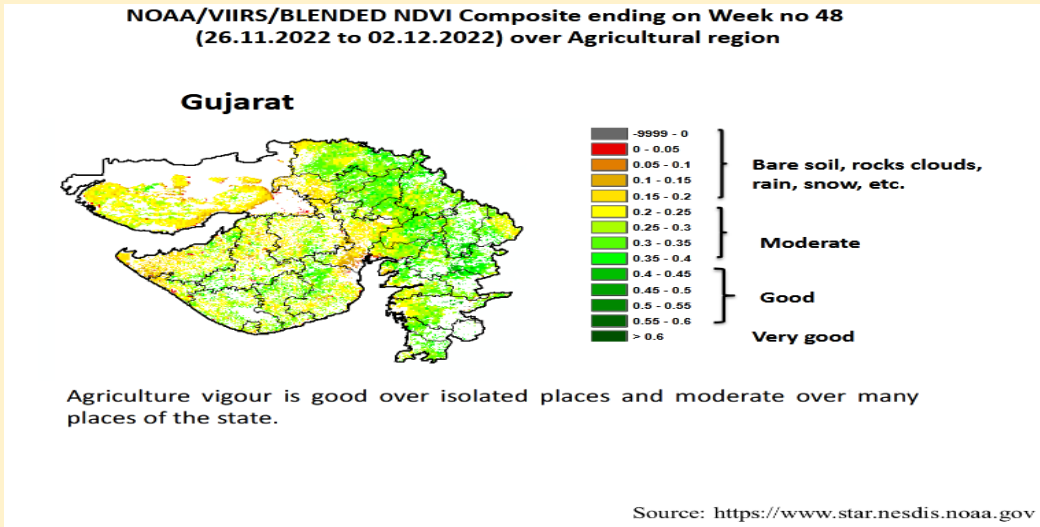 NOAA/VIIRS/BLENDED NDVI Composite ending on Week no 48
(26.11.2022 to 02.12.2022) over Agricultural region
Gujarat
-9999 - 0
0 - 0.05
0.05 - 0.1
0.1 - 0.15
0.15 - 0.2
0.2 - 0.25
0.25 - 0.3
0.3 - 0.35
0.35 - 0.4
0.4 - 0.45
0.45 - 0.5
0.5 - 0.55
0.55 - 0.6
> 0.6
Bare soil, rocks clouds,
rain, snow, etc.
Moderate
Good
Very good
Agriculture vigour is good over isolated places and moderate over many
places of the state.
Source: https://www.star.nesdis.noaa.gov